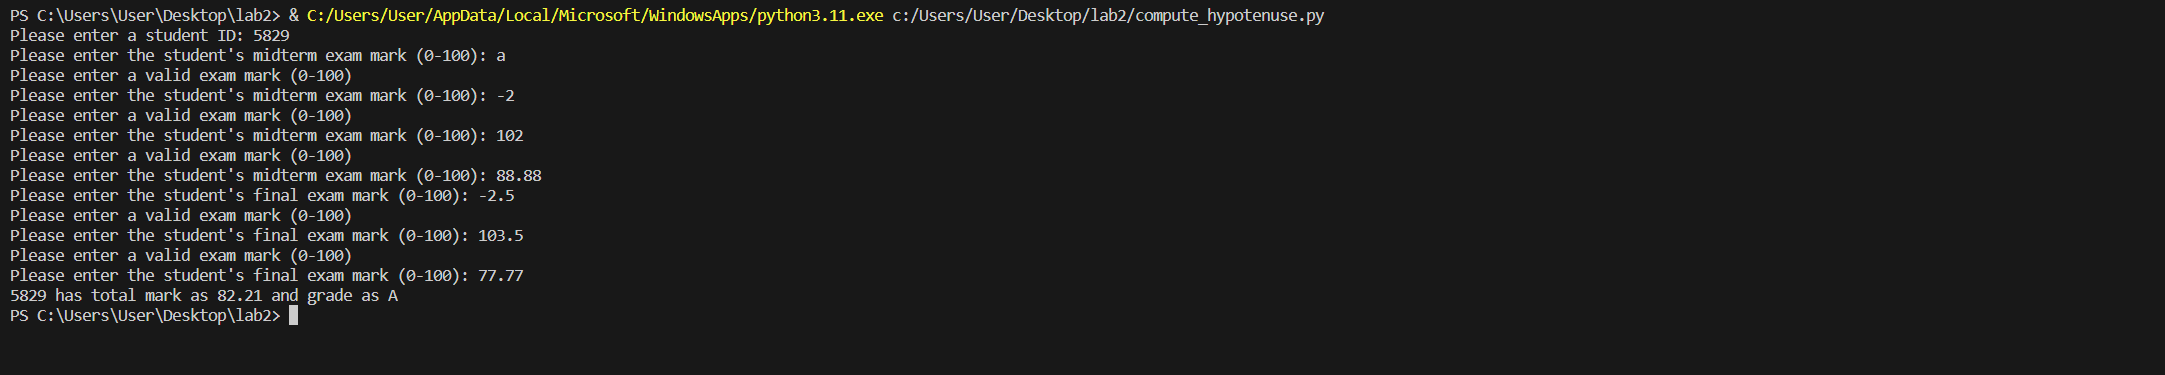 PS C:\Users\User\Desktop\lab2> & C:/Users/User/AppData/Local/Microsoft/WindowsApps/python3.11.exe c:/Users/User/Desktop/lab2/compute_hypotenuse.py
Please enter a student ID: 5829
Please enter the student's midterm exam mark (0-100): a
Please enter a valid exam mark (0-100)
Please enter the student's midterm exam mark (0-100): -2
Please enter a valid exam mark (0-100)
Please enter the student's midterm exam mark (0-100): 102
Please enter a valid exam mark (0-100)
Please enter the student's midterm exam mark (0-100): 88.88
Please enter the student's final exam mark (0-100): -2.5
Please enter a valid exam mark (0-100)
Please enter the student's final exam mark (0-100): 103.5
Please enter a valid exam mark (0-100)
Please enter the student's final exam mark (0-100): 77.77
5829 has total mark as 82.21 and grade as A
PS C:\Users\User\Desktop\lab2>